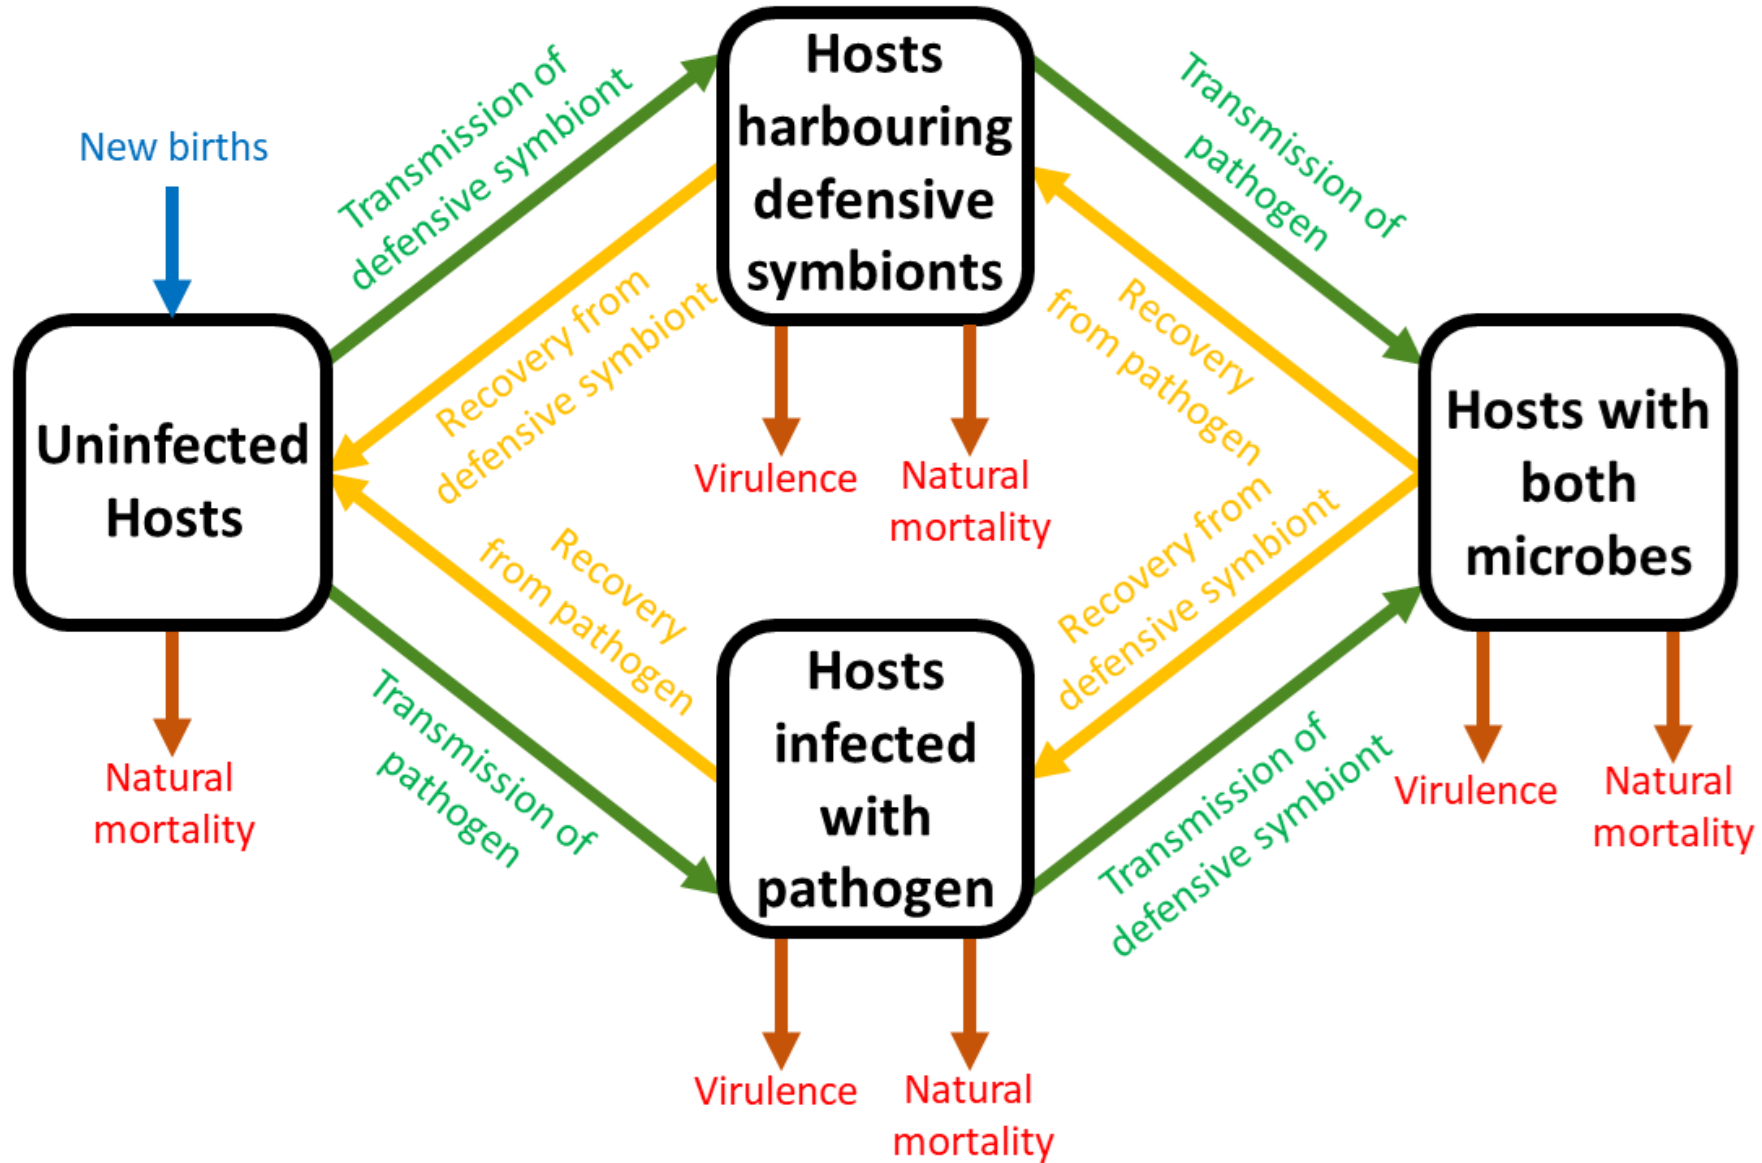 New births
Uninfected
Hosts
Natural
mortality
Transmission of
defensive symbiont
Recovery from
defensive symbiont
Recovery
from pathogen
Transmission of
pathogen
Hosts
harbouring
defensive
symbionts
Virulence
Natural
mortality
Hosts
infected
with
pathogen
Virulence
Natural
mortality
Transmission of
pathogen
Recovery
from pathogen
Recovery from
defensive symbiont
Transmission of
defensive symbiont
Hosts with
both
microbes
Virulence
Natural
mortality